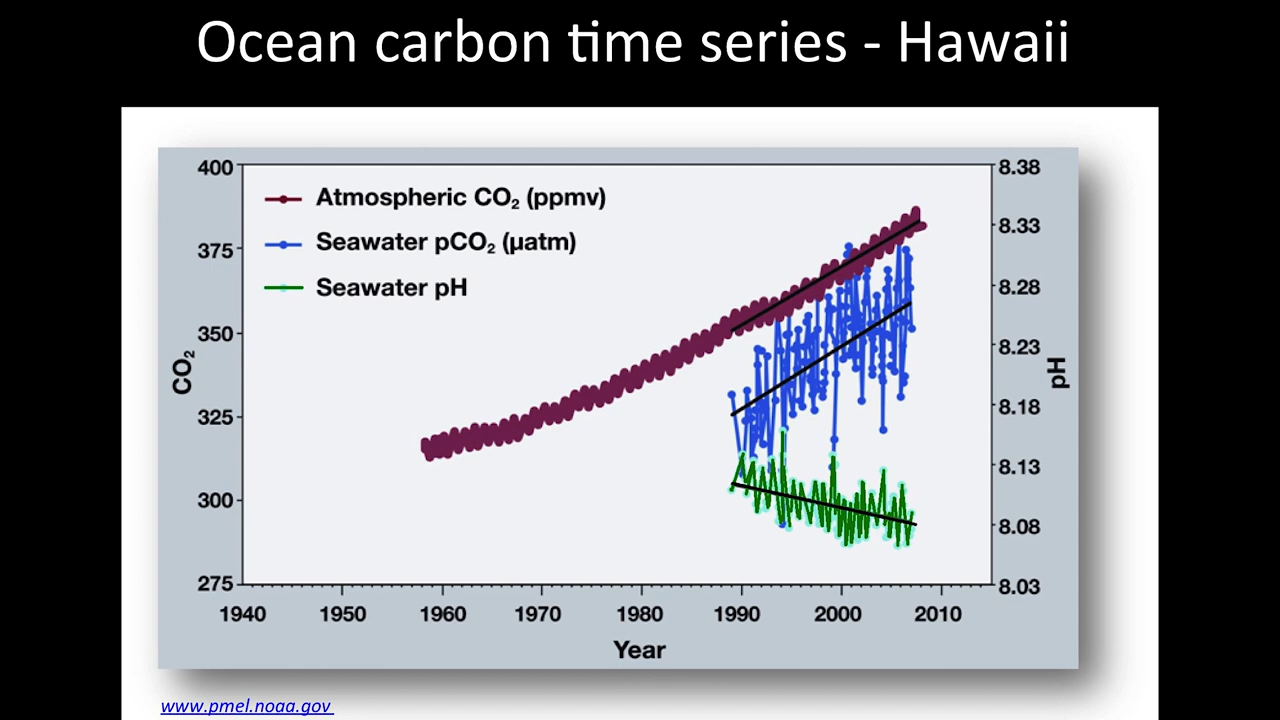 Ocean carbon time series - Hawaii
Atmospheric CO₂ (ppmv)
Seawater pCO₂ (µatm)
Seawater pH
400
375
350
325
300
275
CO₂
8.38
8.33
8.28
8.23
8.18
8.13
8.08
8.03
pH
1940 1950 1960 1970 1980 1990 2000 2010
Year
www.pmel.noaa.gov